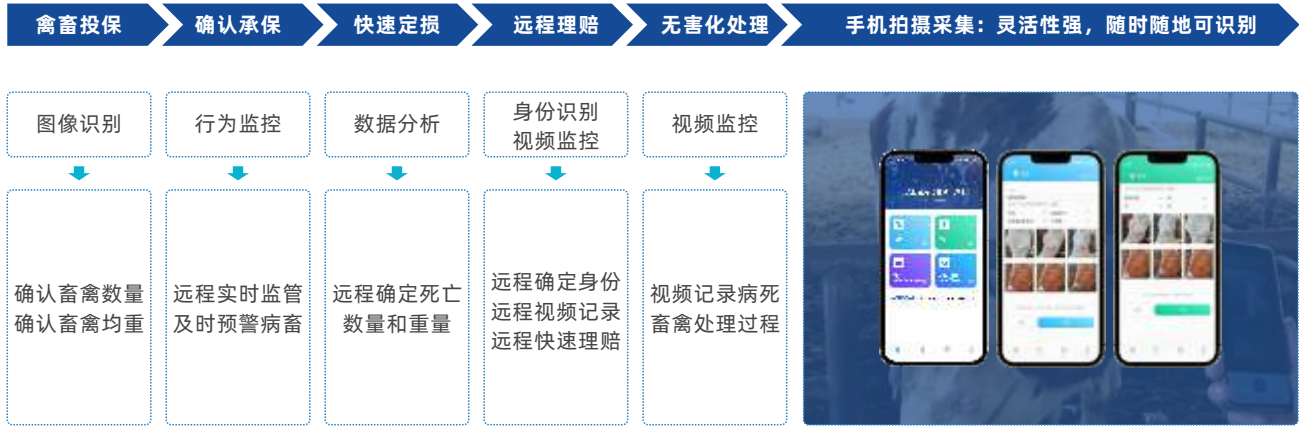 禽畜投保
确认承保
快速定损
远程理赔
无害化处理
手机拍摄采集：灵活性强，随时随地可识别
图像识别
行为监控
数据分析
身份识别
视频监控
视频监控
确认畜禽数量
确认畜禽均重
远程实时监管
及时预警病畜
远程确定死亡
数量和重量
远程确定身份
远程视频记录
远程快速理赔
视频记录病死
畜禽处理过程